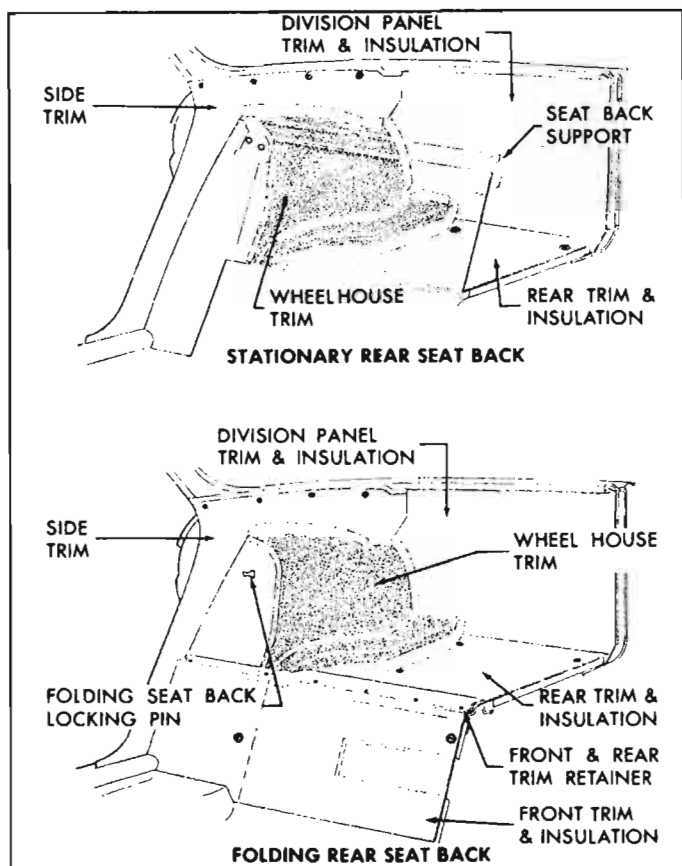 DIVISION PANEL
TRIM & INSULATION
SIDE
TRIM
SEAT BACK
SUPPORT
WHEELHOUSE
TRIM
REAR TRIM &
INSULATION
STATIONARY REAR SEAT BACK
DIVISION PANEL
TRIM & INSULATION
SIDE
TRIM
WHEEL HOUSE
TRIM
FOLDING SEAT BACK
LOCKING PIN
REAR TRIM &
INSULATION
FRONT & REAR
TRIM RETAINER
FRONT TRIM
& INSULATION
FOLDING REAR SEAT BACK